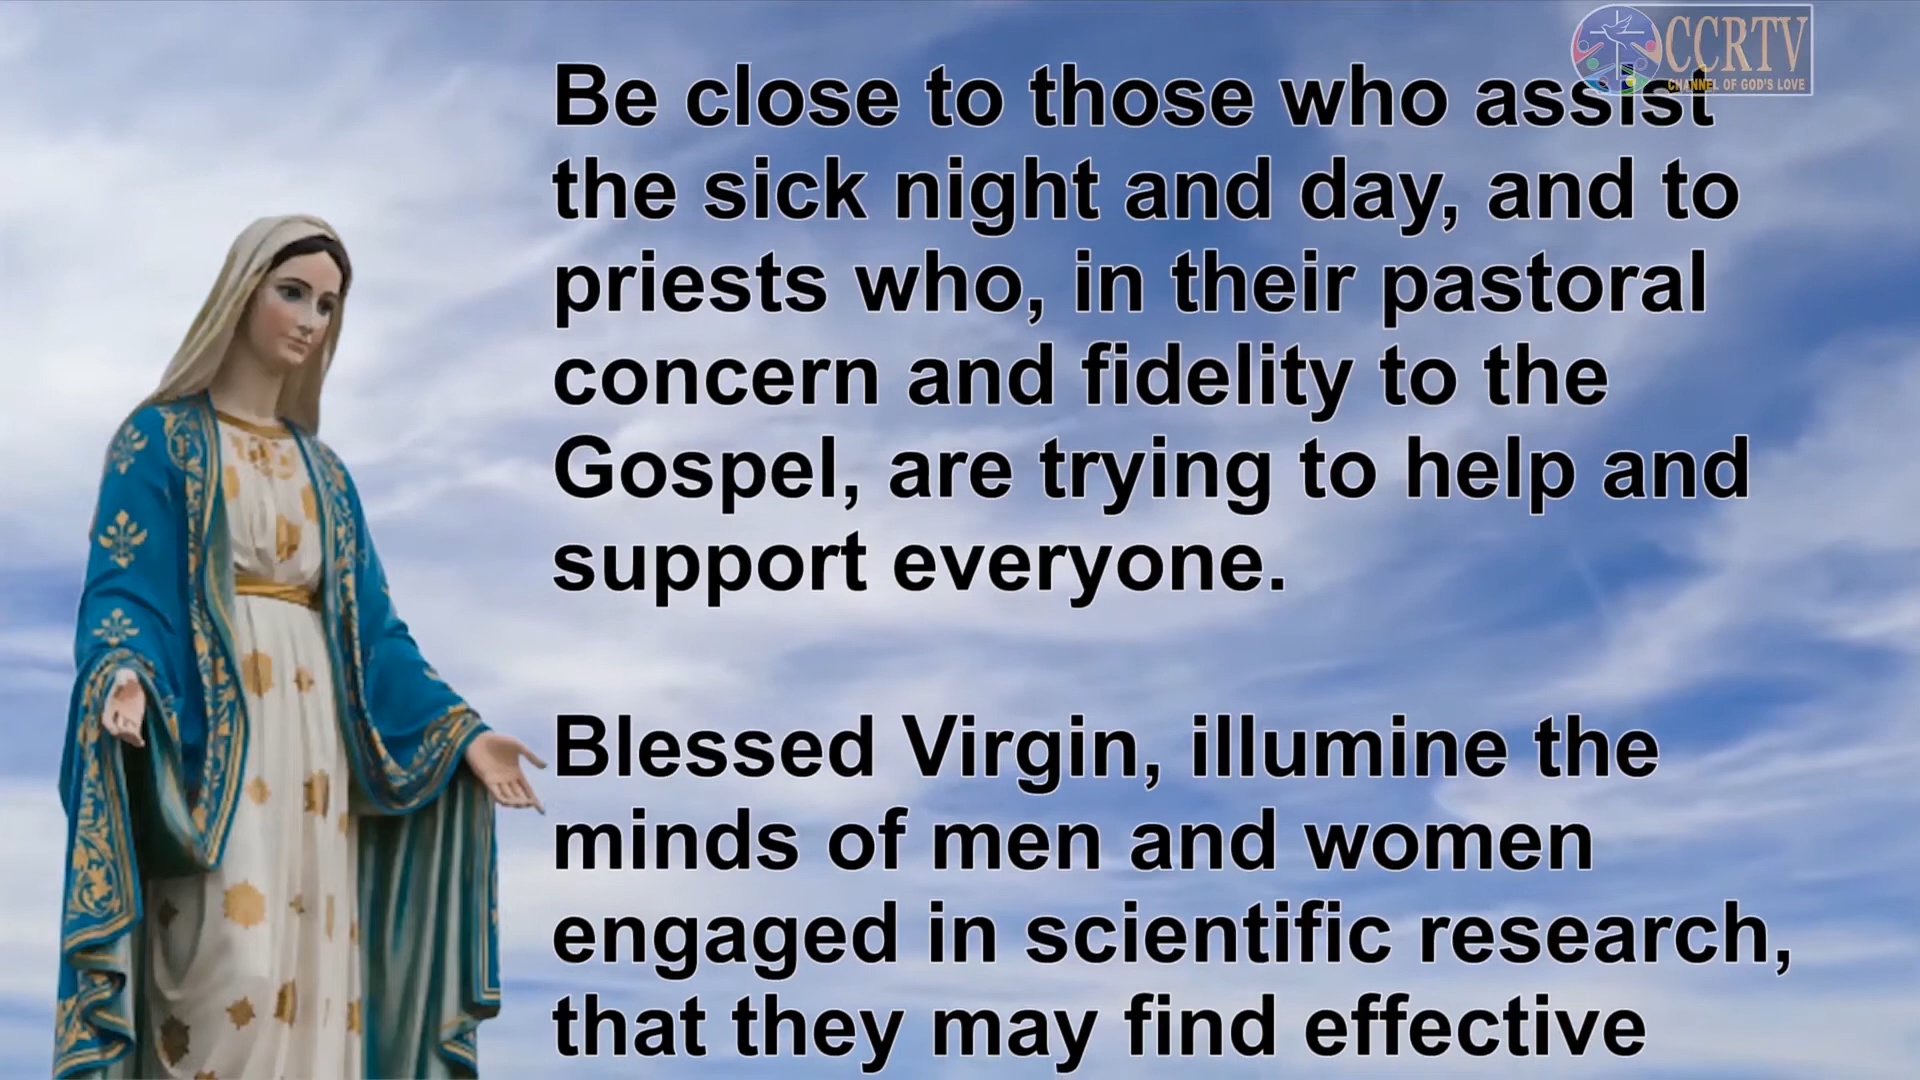 CCRTV
CHANNEL OF GOD'S LOVE
Be close to those who assist
the sick night and day, and to
priests who, in their pastoral
concern and fidelity to the
Gospel, are trying to help and
support everyone.
Blessed Virgin, illumine the
minds of men and women
engaged in scientific research,
that they may find effective